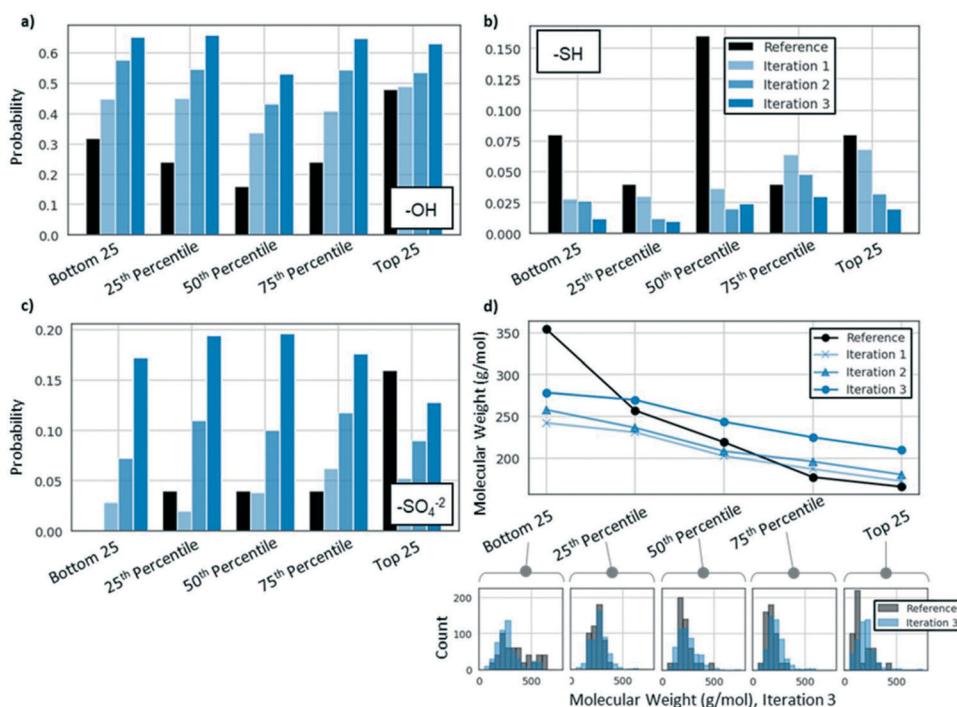 a)
Probability
0.6
0.5
0.4
0.3
0.2
0.1
0.0
-OH
Bottom 25
25th Percentile
50th Percentile
75th Percentile
Top 25
b)
-SH
Reference
Iteration 1
Iteration 2
Iteration 3
0.150
0.125
0.100
0.075
0.050
0.025
0.000
Bottom 25
25th Percentile
50th Percentile
75th Percentile
Top 25
c)
Probability
0.20
0.15
0.10
0.05
0.00
-SO4-2
Bottom 25
25th Percentile
50th Percentile
75th Percentile
Top 25
d)
Molecular Weight (g/mol)
350
300
250
200
Reference
Iteration 1
Iteration 2
Iteration 3
Bottom 25
25th Percentile
50th Percentile
75th Percentile
Top 25
Count
200
100
0
Reference
Iteration 3
0 500 0 500 0 500 0 500 0 500
Molecular Weight (g/mol), Iteration 3